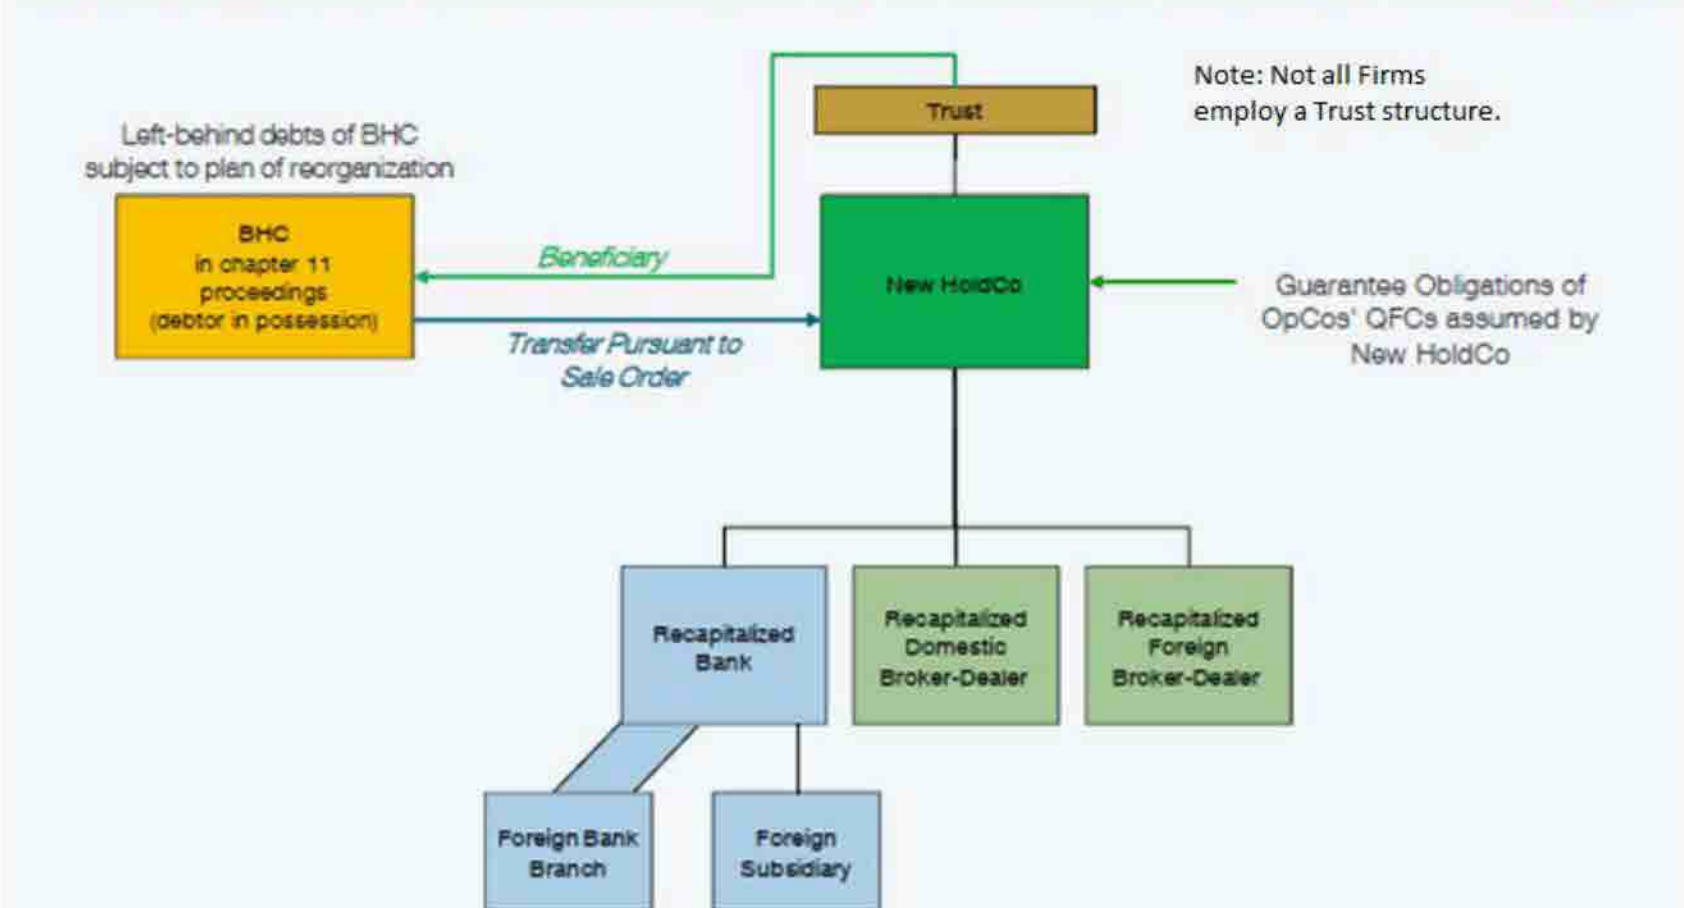 Note: Not all Firms
employ a Trust structure.
Trust
Left-behind debts of BHC
subject to plan of reorganization
BHC
in chapter 11
proceedings
(debtor in possession)
Beneficiary
Transfer Pursuant to
Sale Order
New HoldCo
Guarantee Obligations of
OpCos' QFCs assumed by
New HoldCo
Recapitalized
Bank
Recapitalized
Domestic
Broker-Dealer
Recapitalized
Foreign
Broker-Dealer
Foreign Bank
Branch
Foreign
Subsidiary